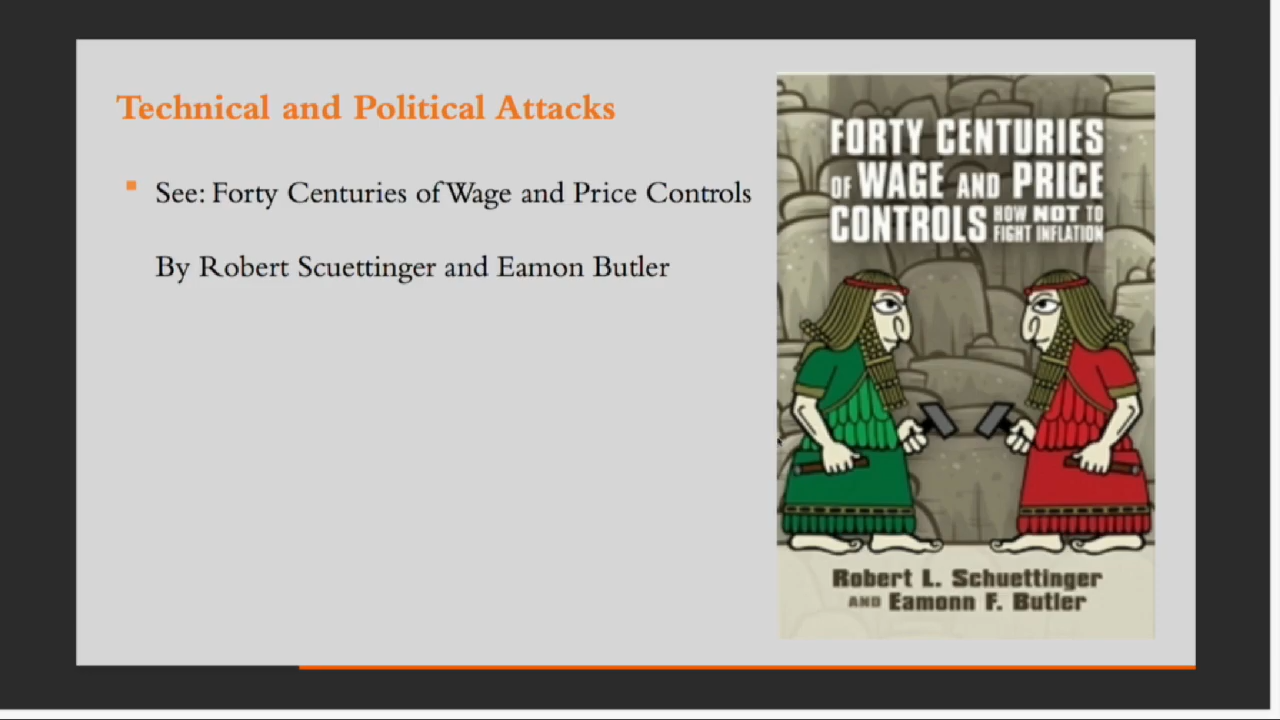 Technical and Political Attacks
See: Forty Centuries of Wage and Price Controls
By Robert Scuettinger and Eamon Butler
FORTY CENTURIES
OF WAGE AND PRICE
CONTROLS HOW NOT TO
FIGHT INFLATION
Robert L. Schuettinger
AND Eamonn F. Butler